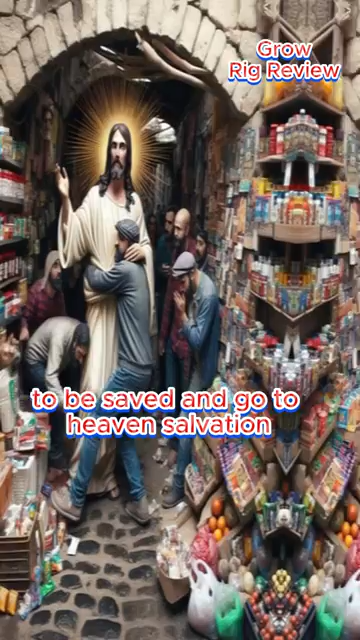 Grow
Rig Review
to be saved and go to
heaven salvation